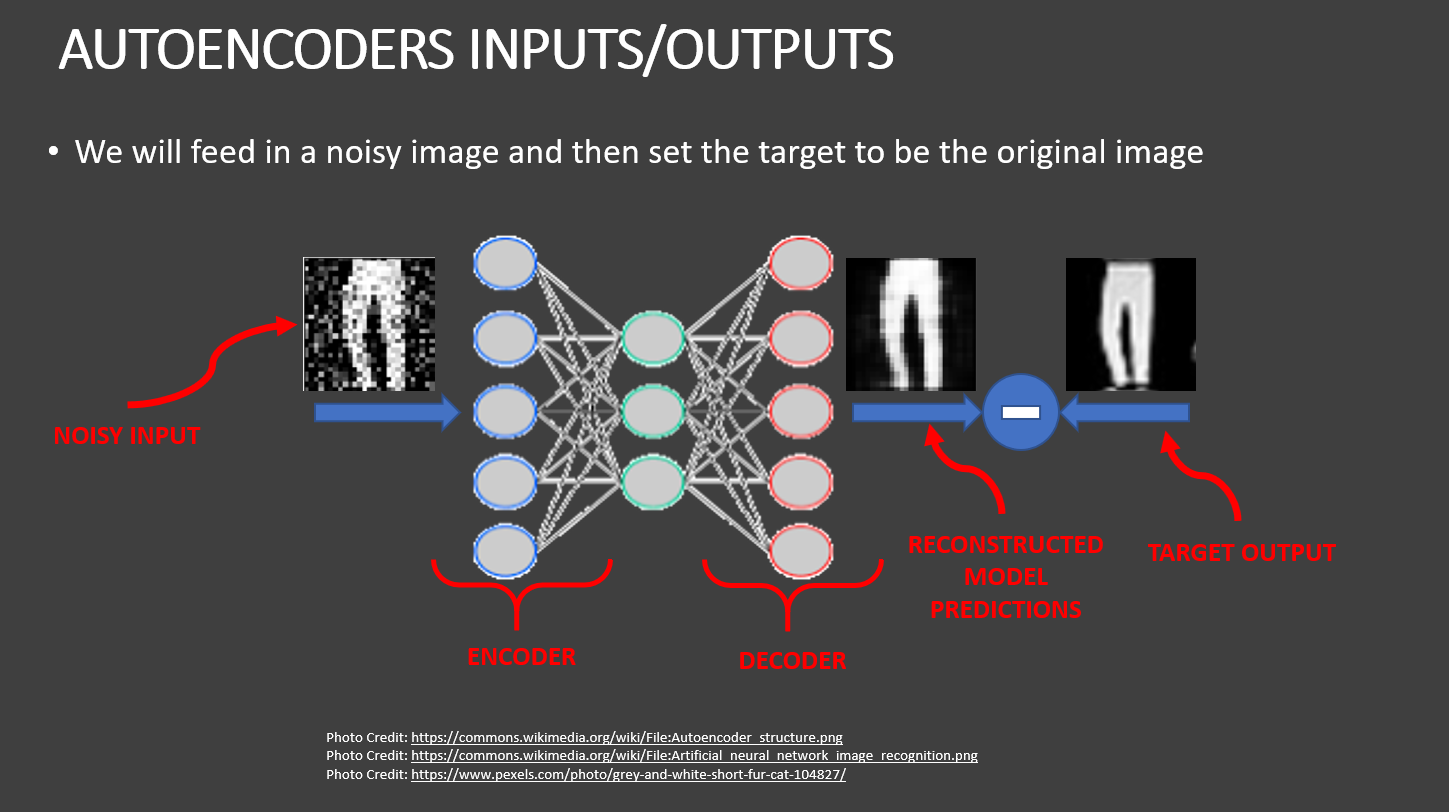 AUTOENCODERS INPUTS/OUTPUTS
• We will feed in a noisy image and then set the target to be the original image
NOISY INPUT
RECONSTRUCTED
MODEL
PREDICTIONS
TARGET OUTPUT
ENCODER
DECODER
Photo Credit: https://commons.wikimedia.org/wiki/File:Autoencoder_structure.png
Photo Credit: https://commons.wikimedia.org/wiki/File:Artificial_neural_network_image_recognition.png
Photo Credit: https://www.pexels.com/photo/grey-and-white-short-fur-cat-104827/